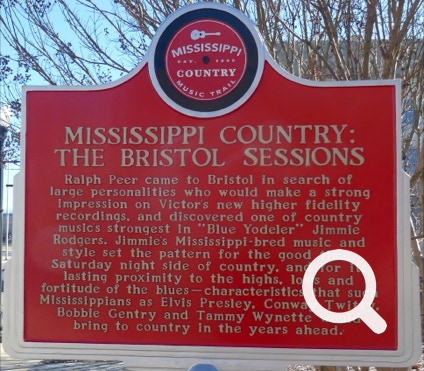 MISSISSIPPI
COUNTRY
MUSIC TRAIL
MISSISSIPPI COUNTRY:
THE BRISTOL SESSIONS
Ralph Peer came to Bristol in search of
large personalities who would make a strong
impression on Victor's new higher fidelity
recordings, and discovered one of country
musics strongest in "Blue Yodeler" Jimmie
Rodgers. Jimmie's Mississippi-bred music and
style set the pattern for the good
Saturday night side of country, and for
lasting proximity to the highs, and
fortitude of the blues—characteristics that
Mississippians as Elvis Presley, Conway
Bobbie Gentry and Tammy Wynette
bring to country in the years ahead.